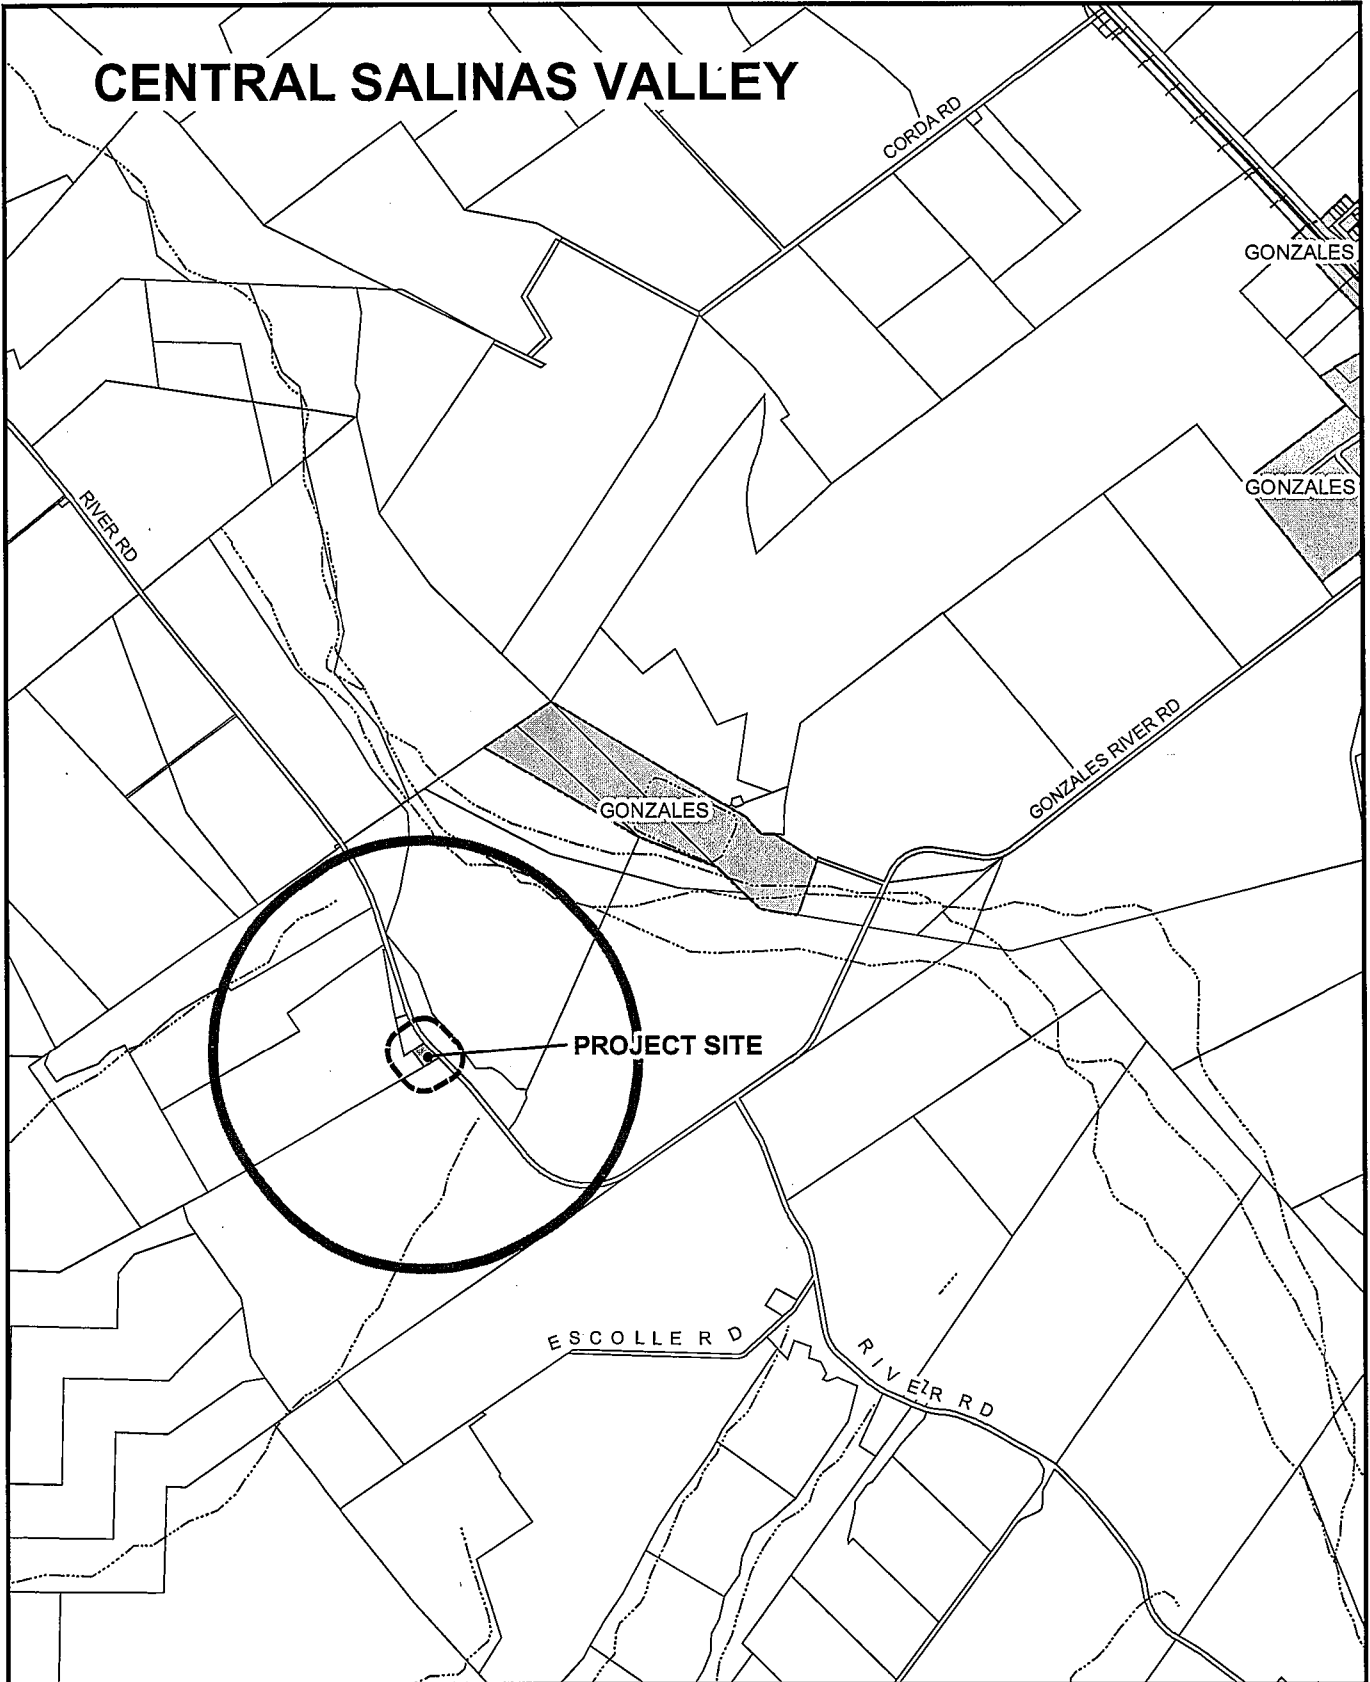 CENTRAL SALINAS VALLEY
CORDA RD
GONZALES
GONZALES
RIVER RD
GONZALES RIVER RD
GONZALES
PROJECT SITE
ESCOLLE RD
RIVER RD